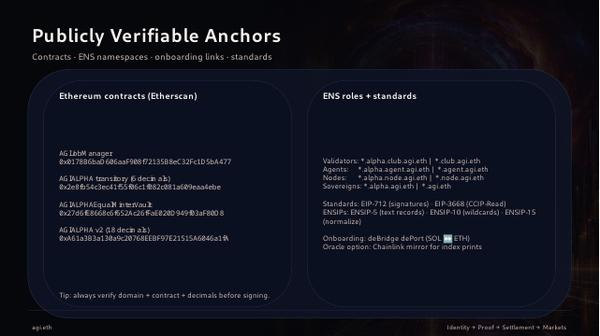 Publicly Verifiable Anchors
Contracts · ENS namespaces · onboarding links · standards
Ethereum contracts (Etherscan)
AGIJobManager
0x0178B6baD606aaF908f72135B8eC32Fc1D5bA477
AGIALPHA transitory (6 decimals)
0x2e8fb54c3ec41f55f06c1f082c081a609eaa4ebe
AGIALPHAEqualMinterVault
0x27d6fE8668c6f652Ac26ffaE020D949f03aF80D8
AGIALPHA v2 (18 decimals)
0xA61a3B3a130a9c20768EEBF97E21515A6046a1fA
Tip: always verify domain + contract + decimals before signing.
ENS roles + standards
Validators: *.alpha.club.agi.eth | *.club.agi.eth
Agents: *.alpha.agent.agi.eth | *.agent.agi.eth
Nodes: *.alpha.node.agi.eth | *.node.agi.eth
Sovereigns: *.alpha.agi.eth | *.agi.eth
Standards: EIP-712 (signatures) · EIP-3668 (CCIP-Read)
ENSIPs: ENSIP-5 (text records) · ENSIP-10 (wildcards) · ENSIP-15
(normalize)
Onboarding: deBridge dePort (SOL ↔ ETH)
Oracle option: Chainlink mirror for index prints
agi.eth
Identity → Proof → Settlement → Markets